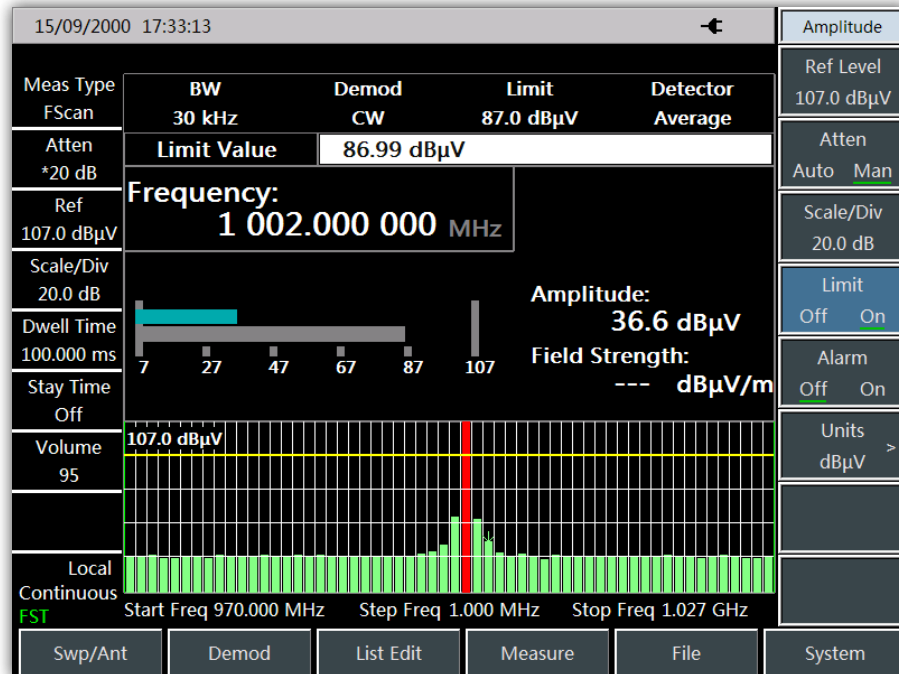 15/09/2000 17:33:13
Amplitude
Meas Type
FScan
Atten
*20 dB
Ref
107.0 dBµV
Scale/Div
20.0 dB
Dwell Time
100.000 ms
Stay Time
Off
Volume
95
Local
Continuous
FST
BW Demod Limit Detector
30 kHz CW 87.0 dBµV Average
Limit Value 86.99 dBµV
Frequency:
1 002.000 000 MHz
Amplitude:
36.6 dBµV
Field Strength:
--- dBµV/m
7 27 47 67 87 107
107.0 dBµV
Start Freq 970.000 MHz Step Freq 1.000 MHz Stop Freq 1.027 GHz
Ref Level
107.0 dBµV
Atten
Auto Man
Scale/Div
20.0 dB
Limit
Off On
Alarm
Off On
Units
dBµV >
Swp/Ant Demod List Edit Measure File System